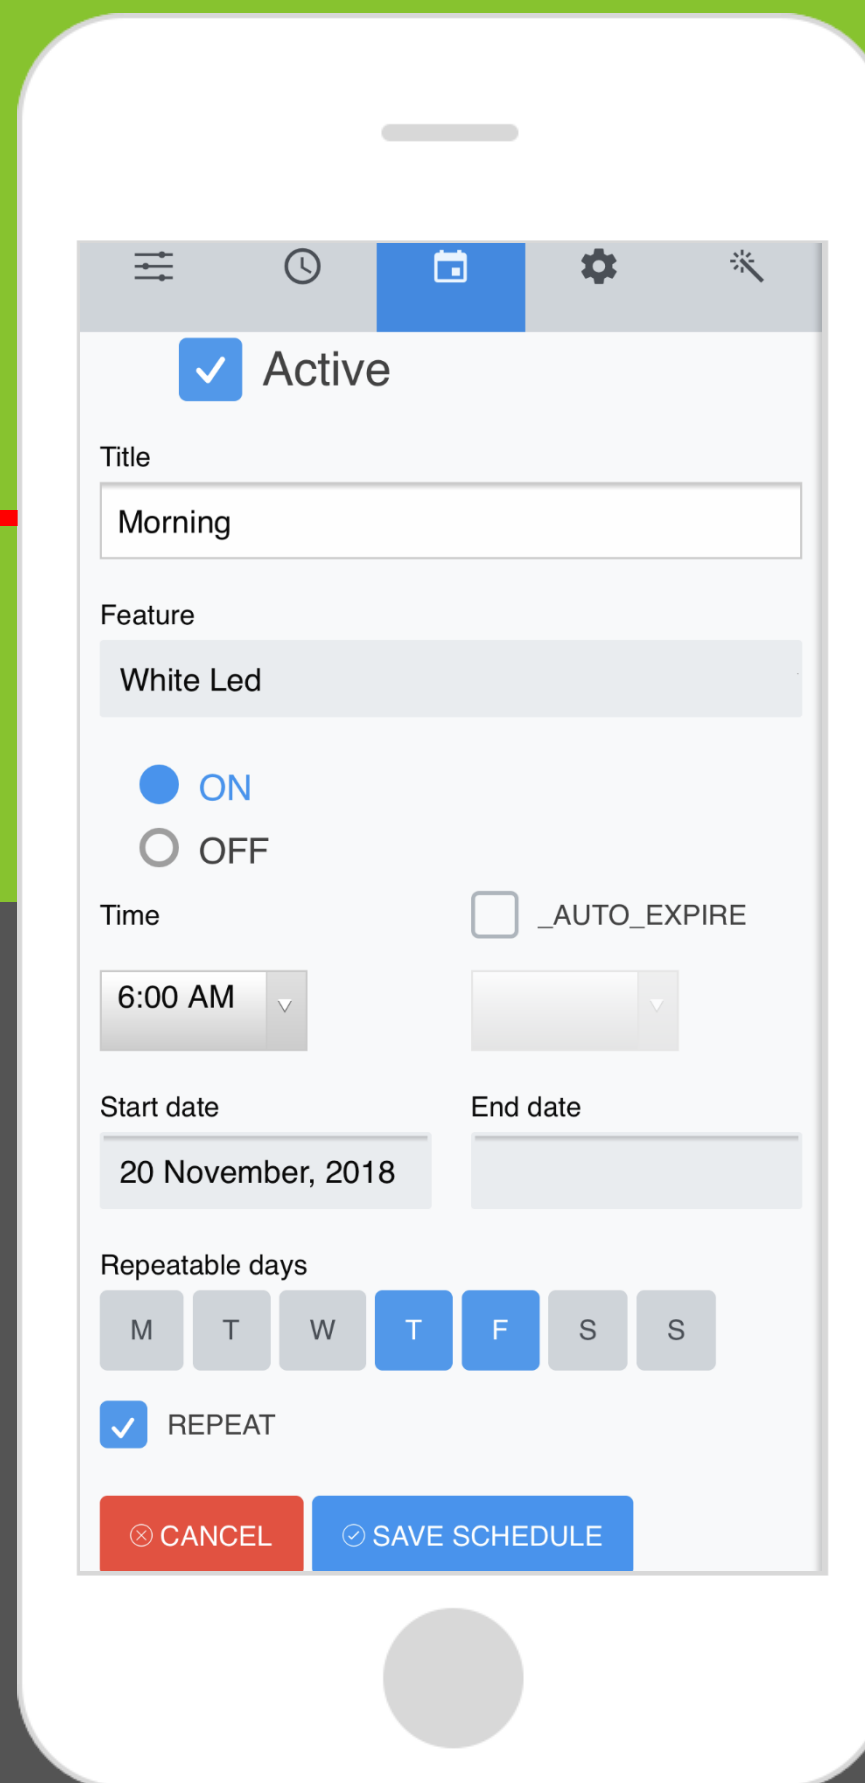 Active
Title
Morning
Feature
White Led
ON
OFF
Time
_AUTO_EXPIRE
6:00 AM
Start date
End date
20 November, 2018
Repeatable days
M T W T F S S
REPEAT
CANCEL
SAVE SCHEDULE